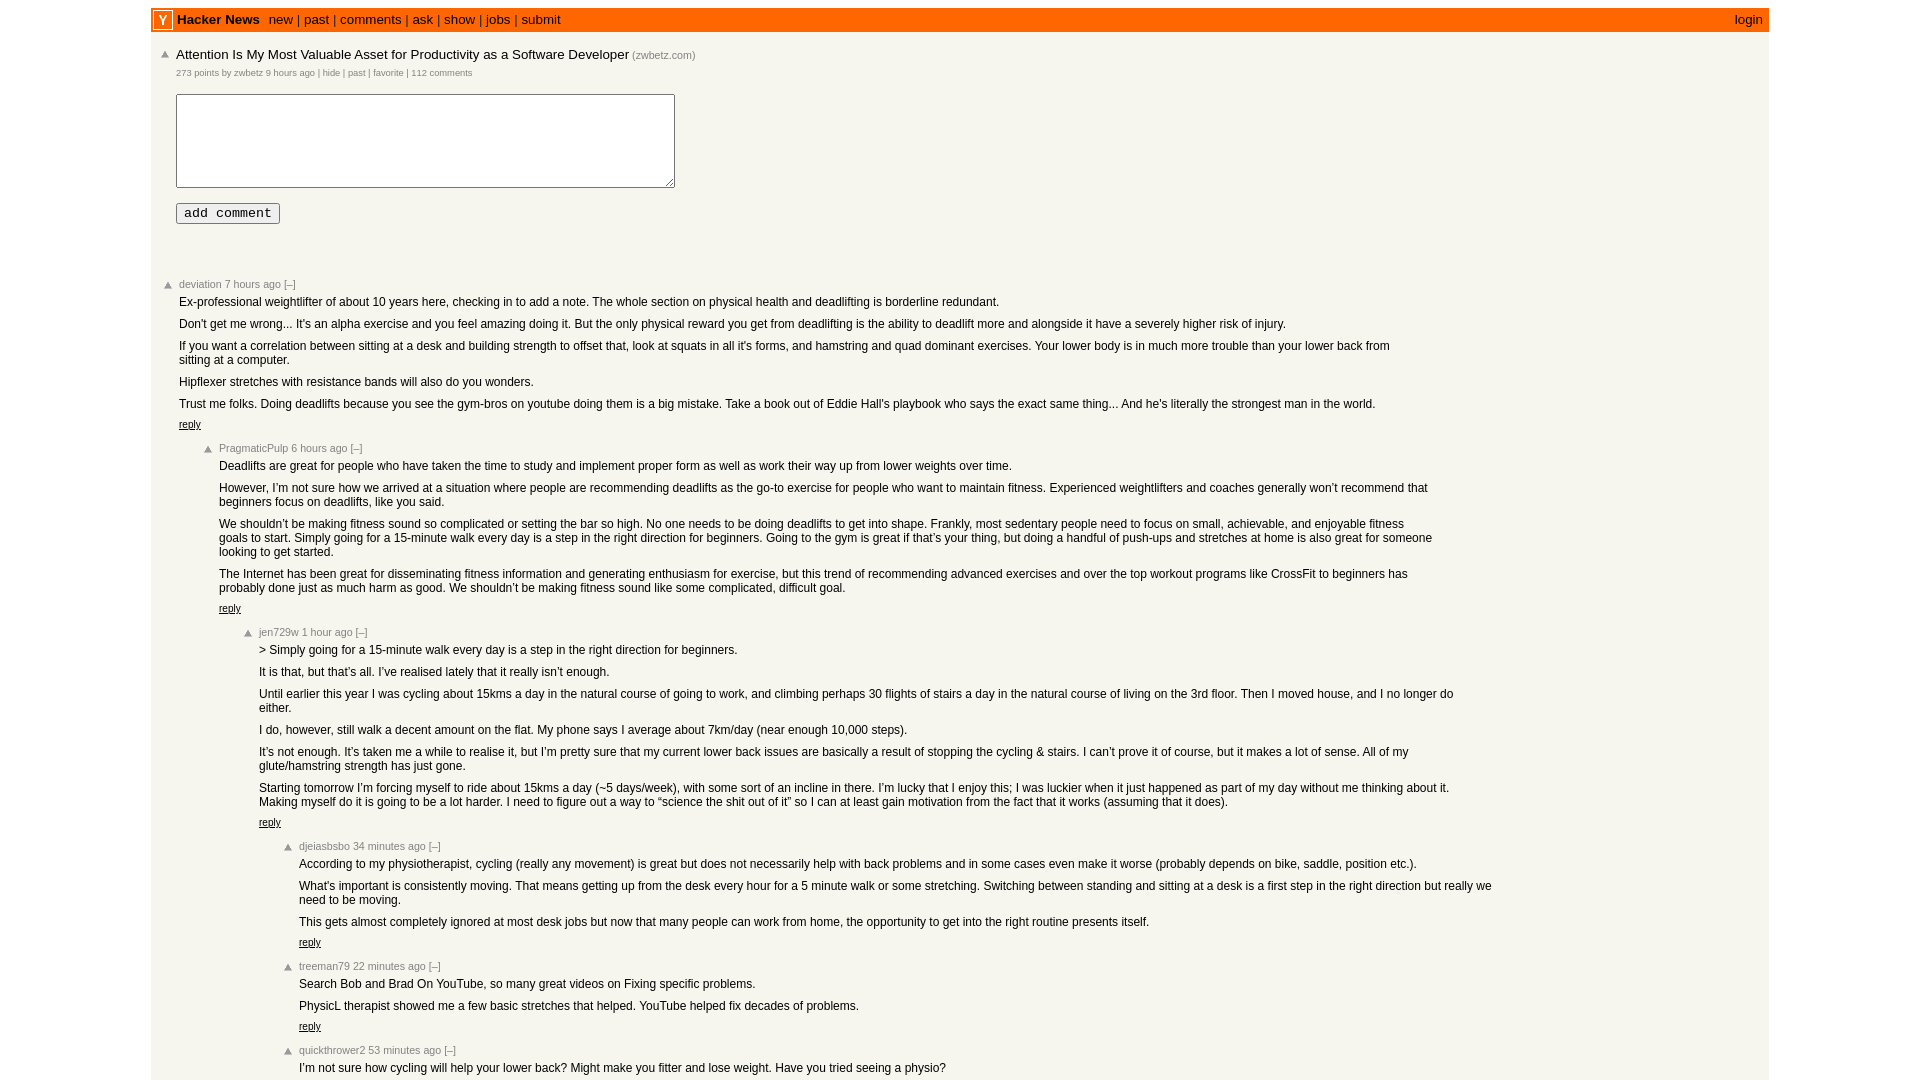 Y Hacker News new | past | comments | ask | show | jobs | submit login
Attention Is My Most Valuable Asset for Productivity as a Software Developer (zwbetz.com)
273 points by zwbetz 9 hours ago | hide | past | favorite | 112 comments
add comment
deviation 7 hours ago [–]
Ex-professional weightlifter of about 10 years here, checking in to add a note. The whole section on physical health and deadlifting is borderline redundant.
Don't get me wrong... It's an alpha exercise and you feel amazing doing it. But the only physical reward you get from deadlifting is the ability to deadlift more and alongside it have a severely higher risk of injury.
If you want a correlation between sitting at a desk and building strength to offset that, look at squats in all it's forms, and hamstring and quad dominant exercises. Your lower body is in much more trouble than your lower back from
sitting at a computer.
Hipflexer stretches with resistance bands will also do you wonders.
Trust me folks. Doing deadlifts because you see the gym-bros on youtube doing them is a big mistake. Take a book out of Eddie Hall's playbook who says the exact same thing... And he's literally the strongest man in the world.
reply
PragmaticPulp 6 hours ago [–]
Deadlifts are great for people who have taken the time to study and implement proper form as well as work their way up from lower weights over time.
However, I’m not sure how we arrived at a situation where people are recommending deadlifts as the go-to exercise for people who want to maintain fitness. Experienced weightlifters and coaches generally won’t recommend that
beginners focus on deadlifts, like you said.
We shouldn’t be making fitness sound so complicated or setting the bar so high. No one needs to be doing deadlifts to get into shape. Frankly, most sedentary people need to focus on small, achievable, and enjoyable fitness
goals to start. Simply going for a 15-minute walk every day is a step in the right direction for beginners. Going to the gym is great if that’s your thing, but doing a handful of push-ups and stretches at home is also great for someone
looking to get started.
The Internet has been great for disseminating fitness information and generating enthusiasm for exercise, but this trend of recommending advanced exercises and over the top workout programs like CrossFit to beginners has
probably done just as much harm as good. We shouldn’t be making fitness sound like some complicated, difficult goal.
reply
jen729w 1 hour ago [–]
> Simply going for a 15-minute walk every day is a step in the right direction for beginners.
It is that, but that’s all. I’ve realised lately that it really isn’t enough.
Until earlier this year I was cycling about 15kms a day in the natural course of going to work, and climbing perhaps 30 flights of stairs a day in the natural course of living on the 3rd floor. Then I moved house, and I no longer do
either.
I do, however, still walk a decent amount on the flat. My phone says I average about 7km/day (near enough 10,000 steps).
It’s not enough. It’s taken me a while to realise it, but I’m pretty sure that my current lower back issues are basically a result of stopping the cycling & stairs. I can’t prove it of course, but it makes a lot of sense. All of my
glute/hamstring strength has just gone.
Starting tomorrow I’m forcing myself to ride about 15kms a day (~5 days/week), with some sort of an incline in there. I’m lucky that I enjoy this; I was luckier when it just happened as part of my day without me thinking about it.
Making myself do it is going to be a lot harder. I need to figure out a way to “science the shit out of it” so I can at least gain motivation from the fact that it works (assuming that it does).
reply
djeiasbsbo 34 minutes ago [–]
According to my physiotherapist, cycling (really any movement) is great but does not necessarily help with back problems and in some cases even make it worse (probably depends on bike, saddle, position etc.).
What's important is consistently moving. That means getting up from the desk every hour for a 5 minute walk or some stretching. Switching between standing and sitting at a desk is a first step in the right direction but really we
need to be moving.
This gets almost completely ignored at most desk jobs but now that many people can work from home, the opportunity to get into the right routine presents itself.
reply
treeman79 22 minutes ago [–]
Search Bob and Brad On YouTube, so many great videos on Fixing specific problems.
PhysicL therapist showed me a few basic stretches that helped. YouTube helped fix decades of problems.
reply
quickthrower2 53 minutes ago [–]
I’m not sure how cycling will help your lower back? Might make you fitter and lose weight. Have you tried seeing a physio?